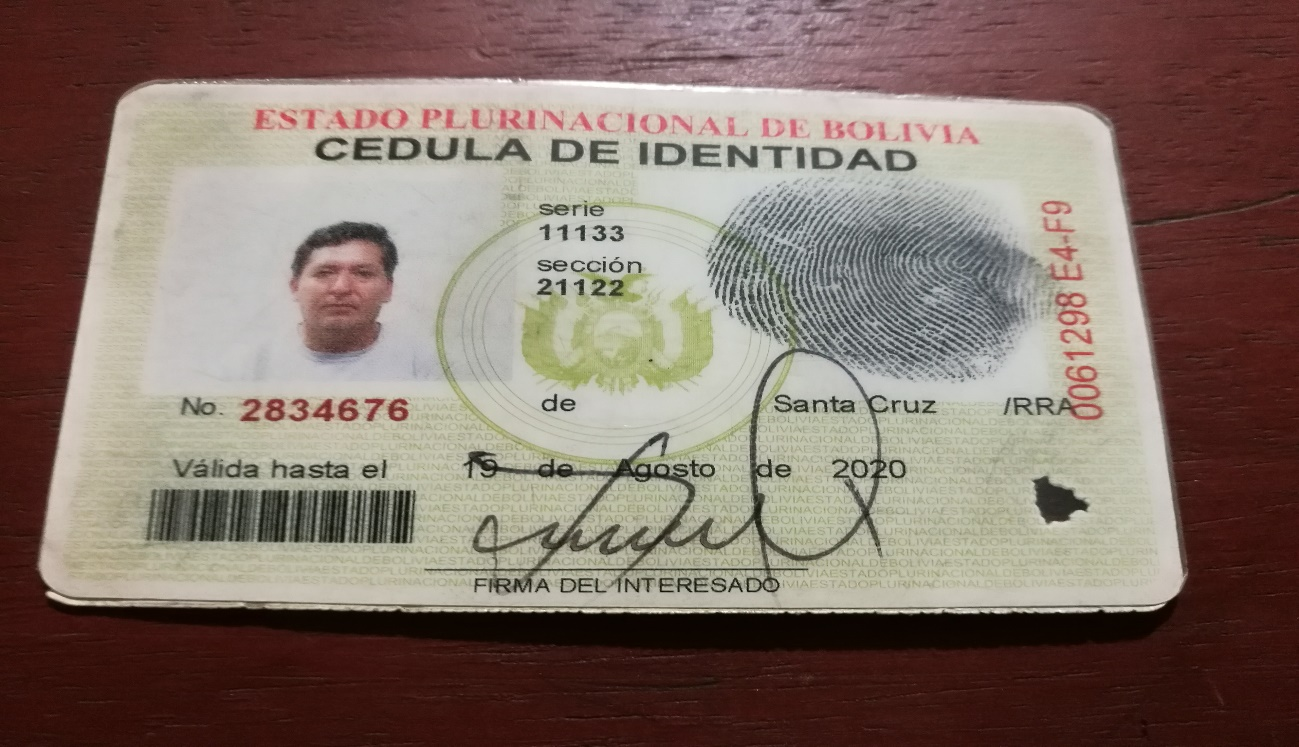 ESTADO PLURINACIONAL DE BOLIVIA
CEDULA DE IDENTIDAD
serie
11133
sección
21122
0061298 E4-F9
No. 2834676 de Santa Cruz /RRA
Válida hasta el 19 de Agosto de 2020
FIRMA DEL INTERESADO